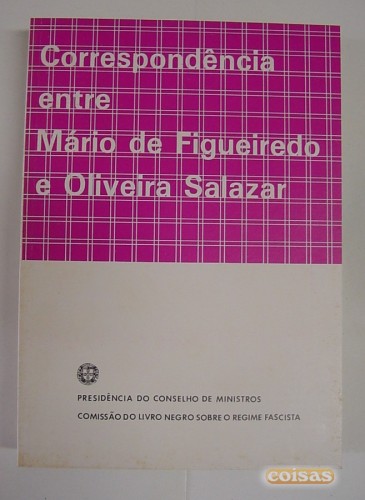 Correspondência
entre
Mário de Figueiredo
e Oliveira Salazar
PRESIDÊNCIA DO CONSELHO DE MINISTROS
COMISSÃO DO LIVRO NEGRO SOBRE O REGIME FASCISTA
coisas